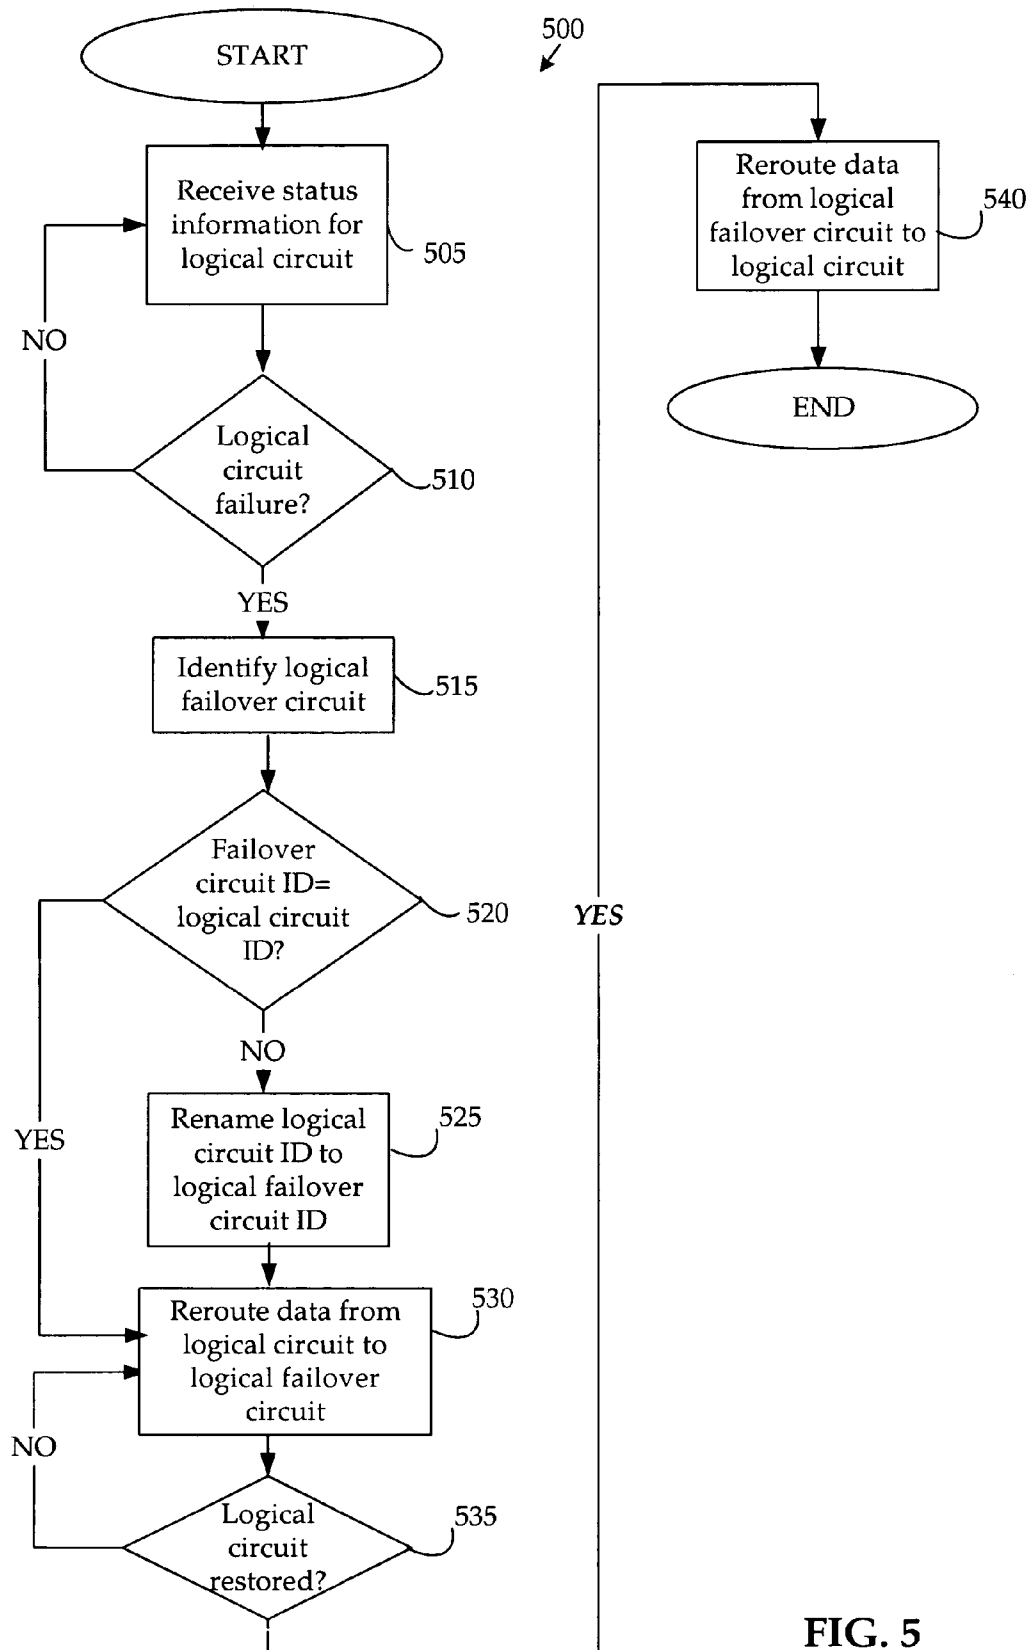 START
500
Receive status
information for
logical circuit
505
NO
Logical
circuit
failure?
510
YES
Identify logical
failover circuit
515
Failover
circuit ID=
logical circuit
ID?
520
NO
YES
Rename logical
circuit ID to
logical failover
circuit ID
525
Reroute data from
logical circuit to
logical failover
circuit
530
NO
Logical
circuit
restored?
535
YES
Reroute data
from logical
failover circuit to
logical circuit
540
END
FIG. 5